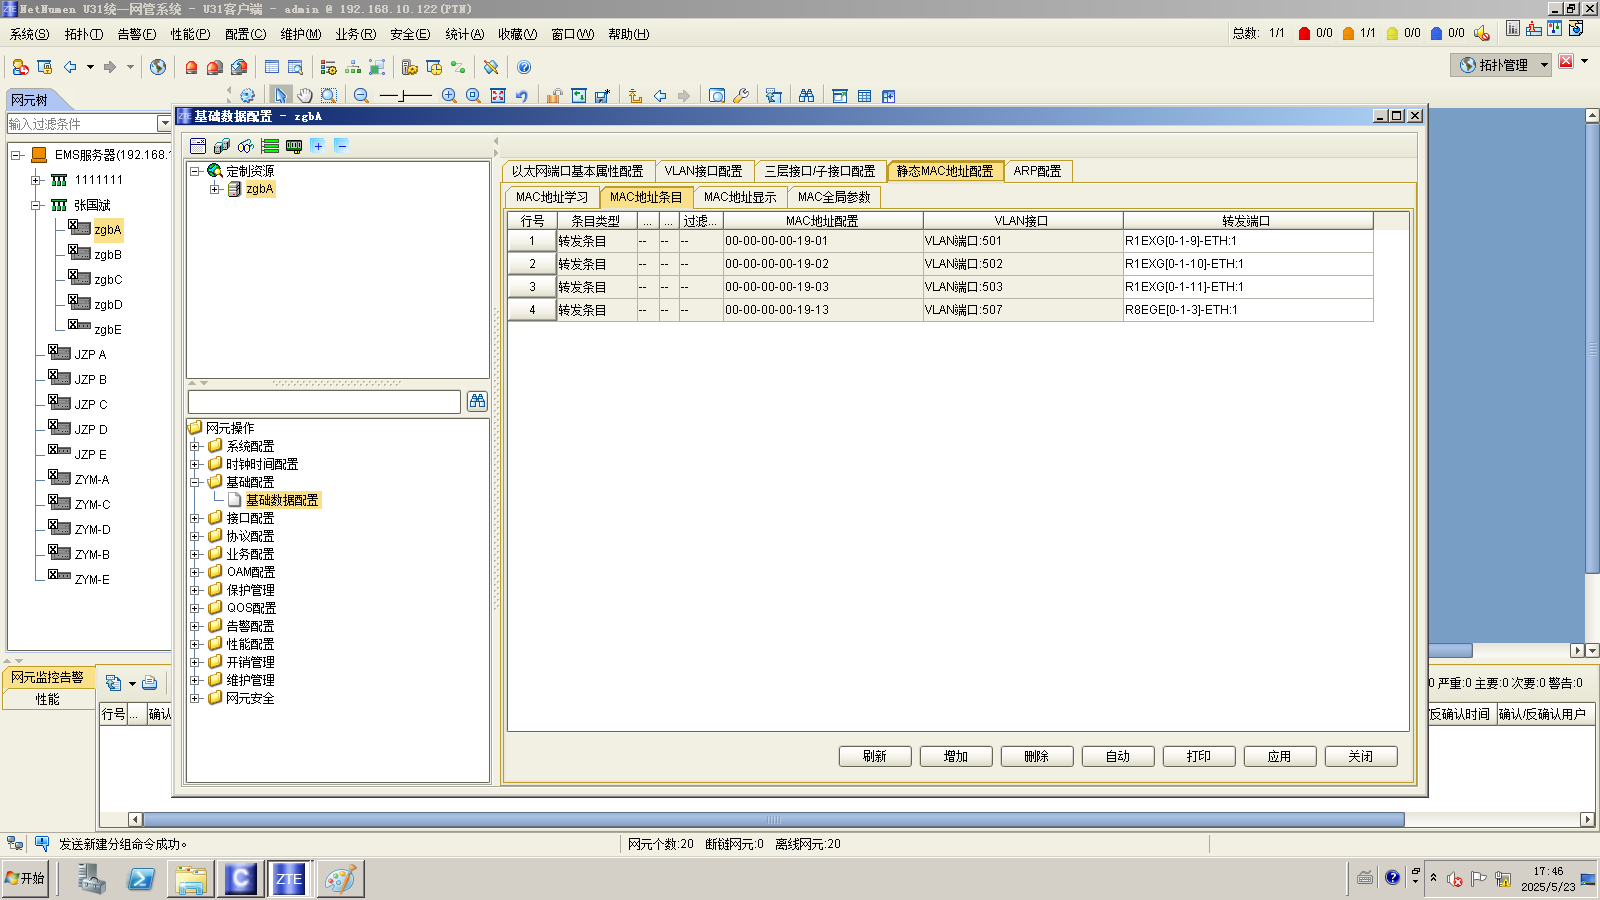 NetNumen U31统一网管系统 - U31客户端 - admin @ 192.168.10.122(PTN)
系统(S) 拓扑(T) 告警(F) 性能(P) 配置(C) 维护(M) 业务(R) 安全(E) 统计(A) 收藏(V) 窗口(W) 帮助(H)
总数: 1/1 0/0 1/1 0/0 0/0
拓扑管理
网元树
输入过滤条件
EMS服务器(192.168.
1111111
张国斌
zgbA
zgbB
zgbC
zgbD
zgbE
JZP A
JZP B
JZP C
JZP D
JZP E
ZYM-A
ZYM-C
ZYM-D
ZYM-B
ZYM-E
基础数据配置 - zgbA
定制资源
zgbA
网元操作
系统配置
时钟时间配置
基础配置
基础数据配置
接口配置
协议配置
业务配置
OAM配置
保护管理
QOS配置
告警配置
性能配置
开销管理
维护管理
网元安全
以太网端口基本属性配置 VLAN接口配置 三层接口/子接口配置 静态MAC地址配置 ARP配置
MAC地址学习 MAC地址条目 MAC地址显示 MAC全局参数
行号 条目类型 ... ... 过滤... MAC地址配置 VLAN接口 转发端口
1 转发条目 -- -- -- 00-00-00-00-19-01 VLAN端口:501 R1EXG[0-1-9]-ETH:1
2 转发条目 -- -- -- 00-00-00-00-19-02 VLAN端口:502 R1EXG[0-1-10]-ETH:1
3 转发条目 -- -- -- 00-00-00-00-19-03 VLAN端口:503 R1EXG[0-1-11]-ETH:1
4 转发条目 -- -- -- 00-00-00-00-19-13 VLAN端口:507 R8EGE[0-1-3]-ETH:1
刷新 增加 删除 自动 打印 应用 关闭
网元监控告警
性能
0 严重:0 主要:0 次要:0 警告:0
行号 ... 确认 /反确认时间 确认/反确认用户
发送新建分组命令成功。 网元个数:20 断链网元:0 离线网元:20
开始 ZTE
17:46
2025/5/23